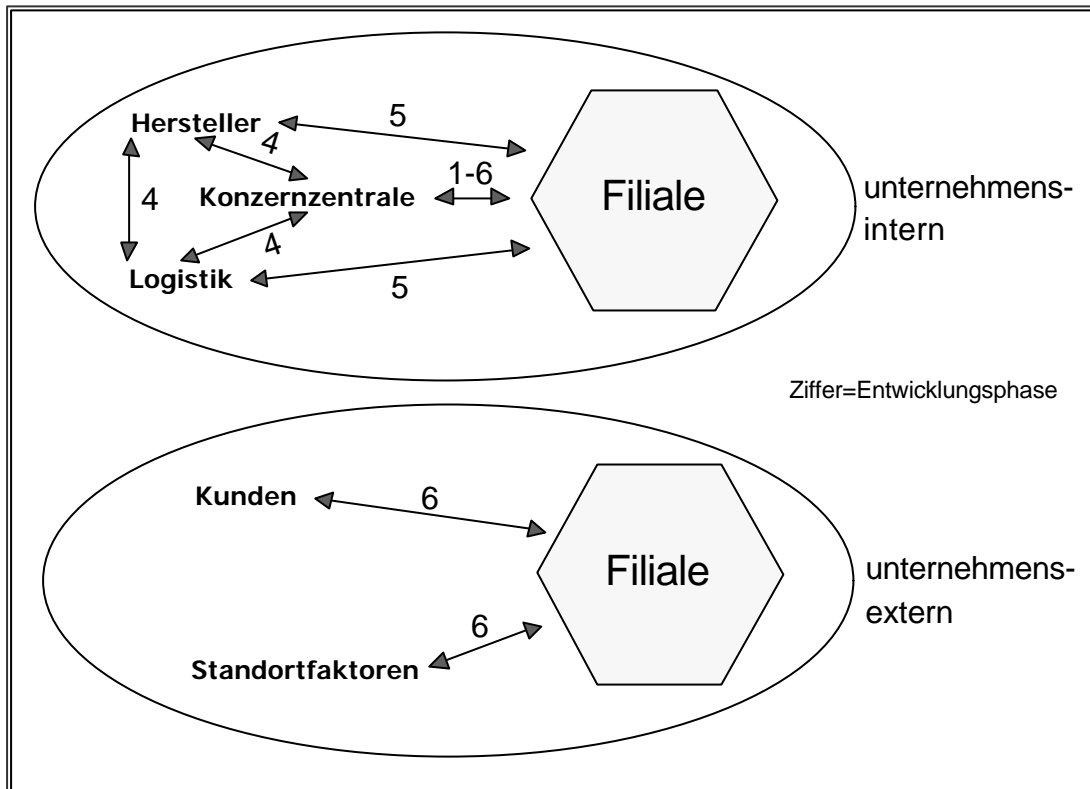 Hersteller
5
4
1-6
Konzernzentrale
Filiale
unternehmens-
intern
4
4
Logistik
5
Ziffer=Entwicklungsphase
Kunden
6
Filiale
unternehmens-
extern
6
Standortfaktoren